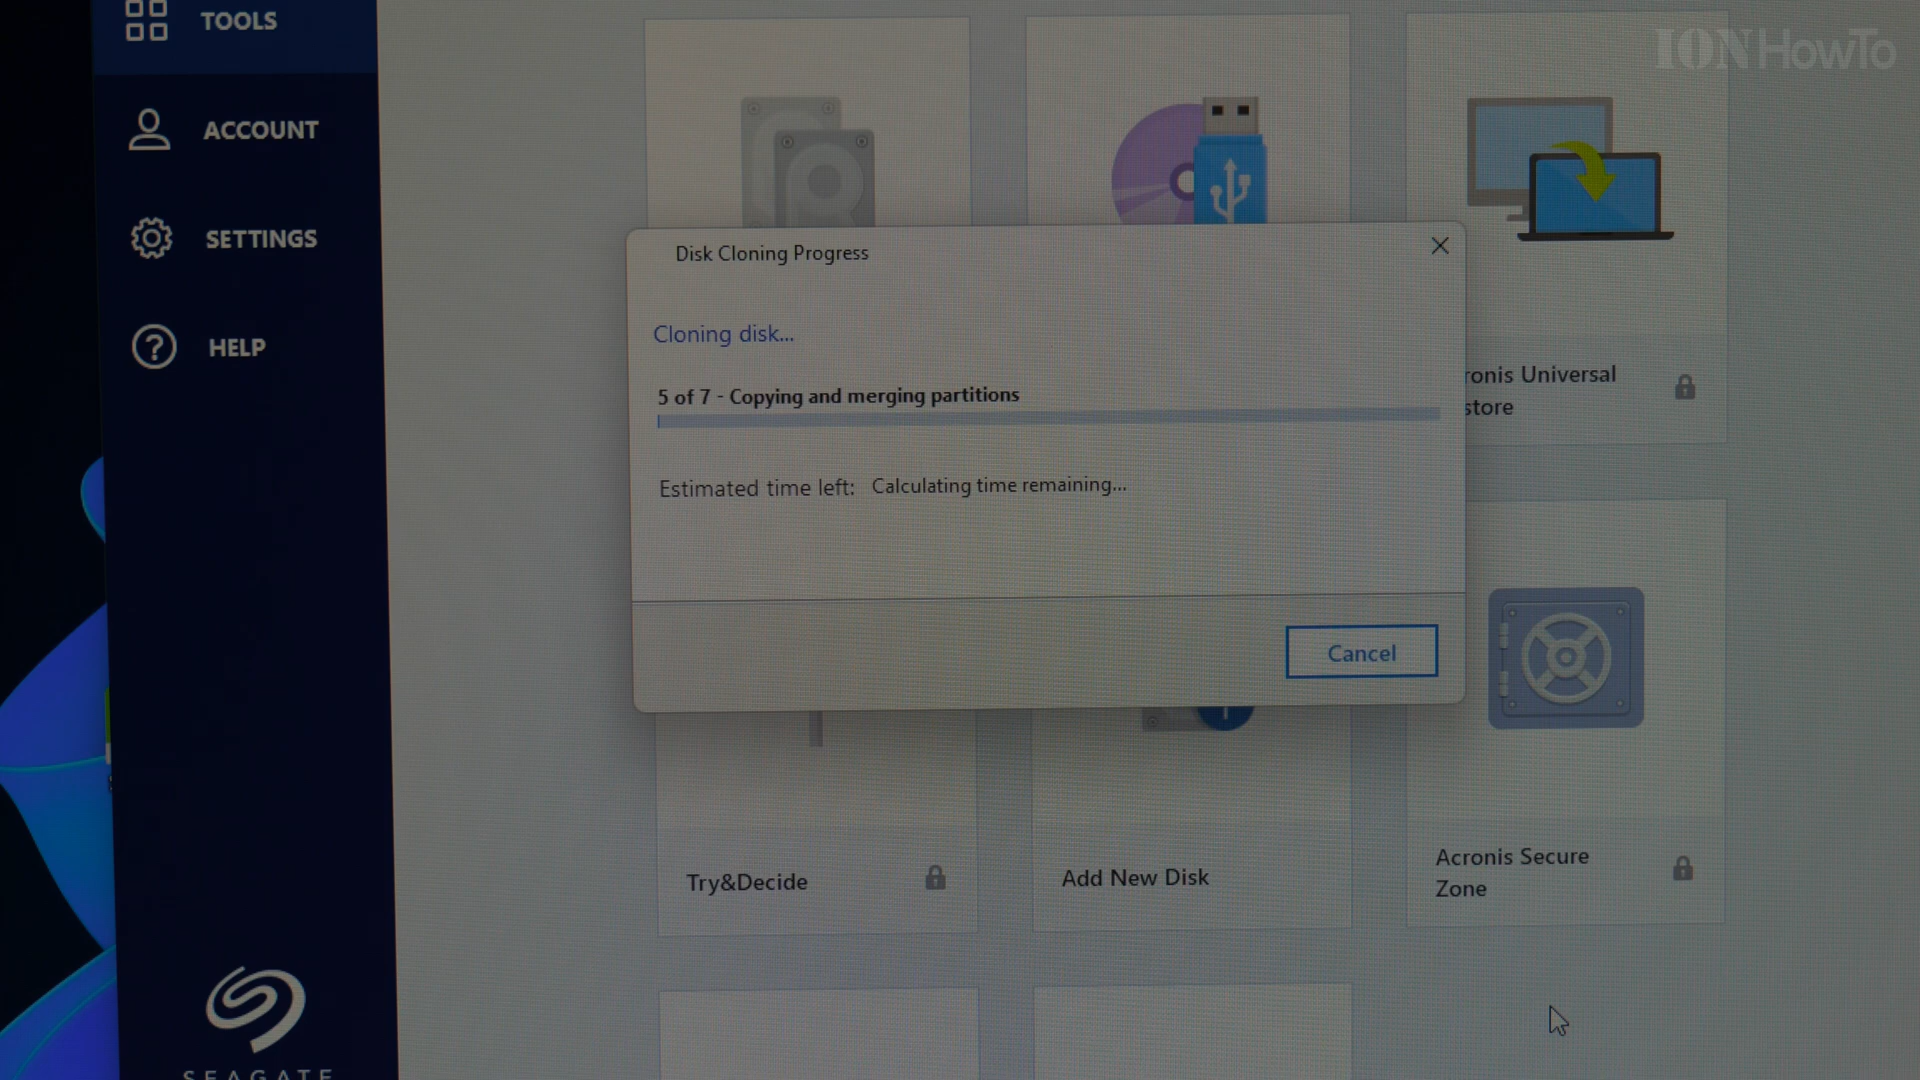 TOOLS
ACCOUNT
SETTINGS
HELP
SEAGATE
IONHowTo
Disk Cloning Progress
Cloning disk...
5 of 7 - Copying and merging partitions
Estimated time left: Calculating time remaining...
Cancel
ronis Universal
store
Try&Decide
Add New Disk
Acronis Secure
Zone